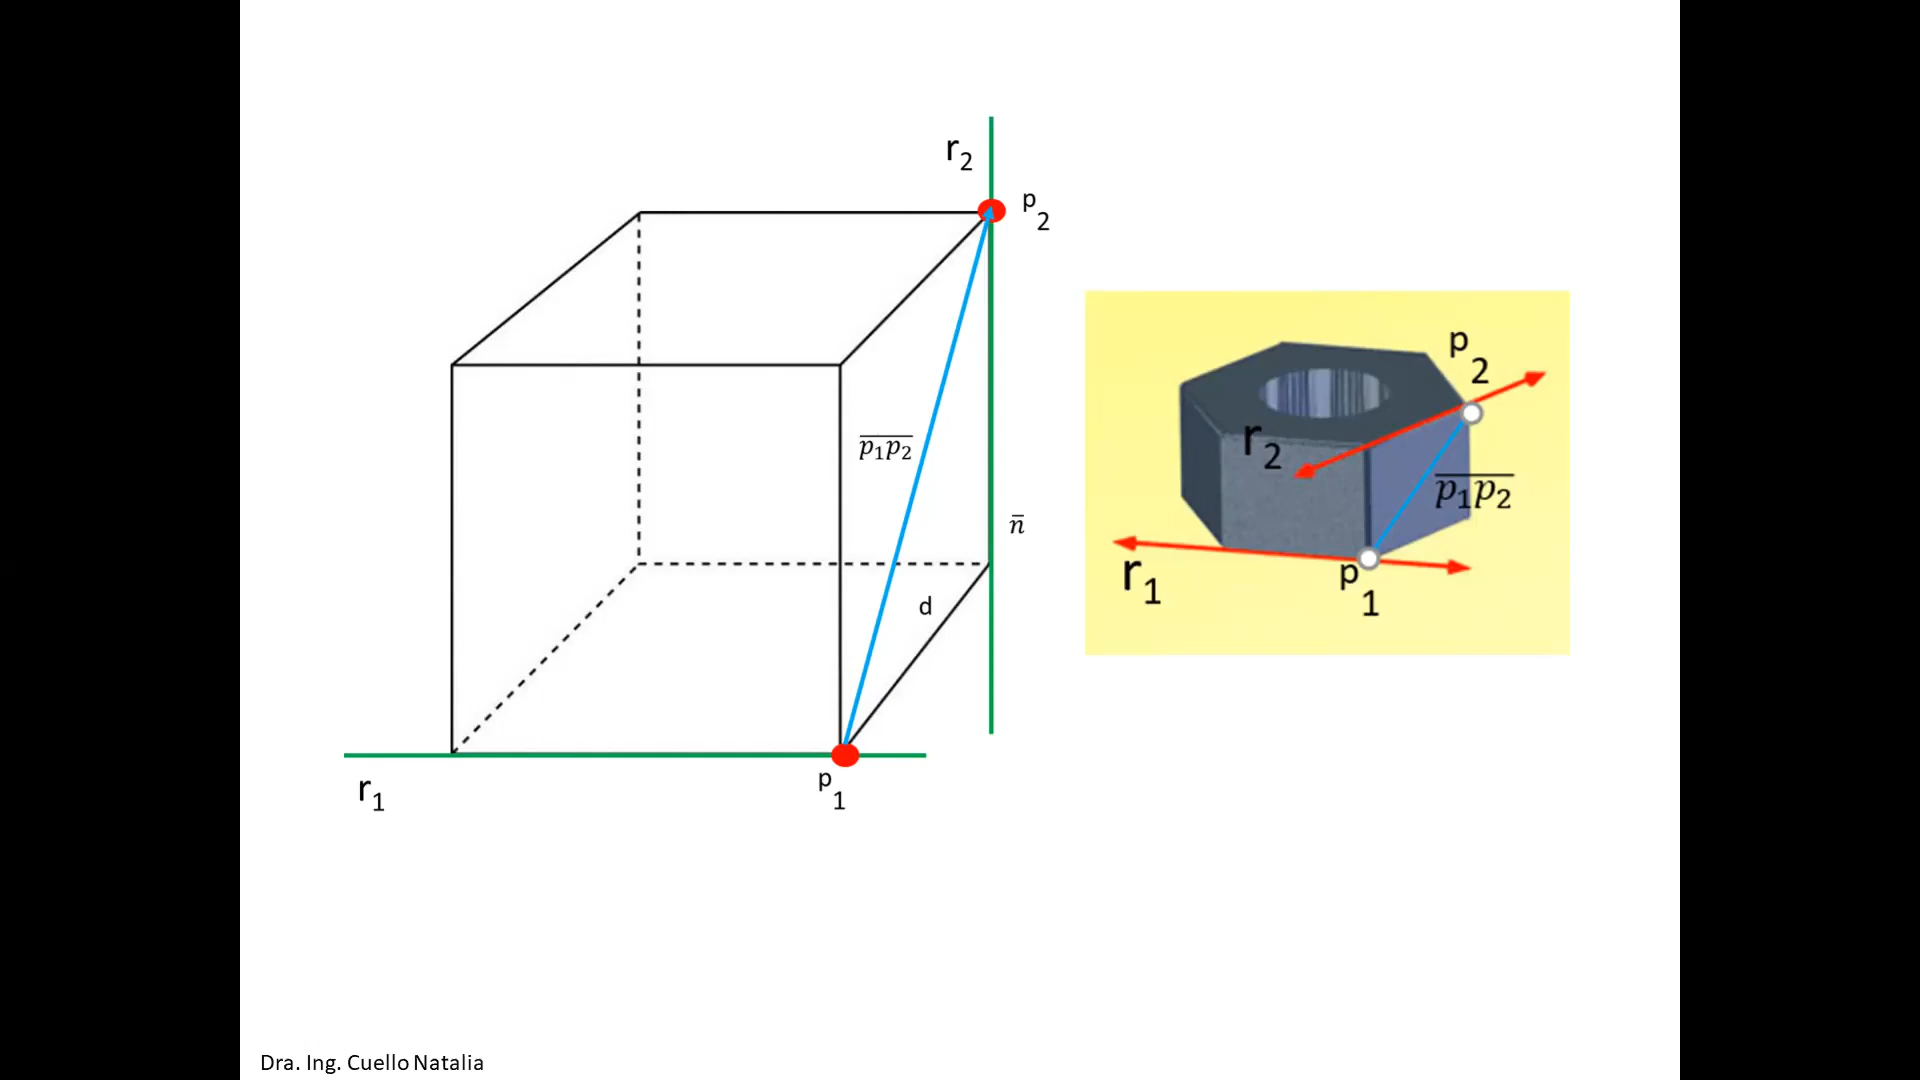 r₂
p₂
p₁p₂
n̄
d
r₁
p₁
p₂
r₂
p₁p₂
r₁
p₁
Dra. Ing. Cuello Natalia